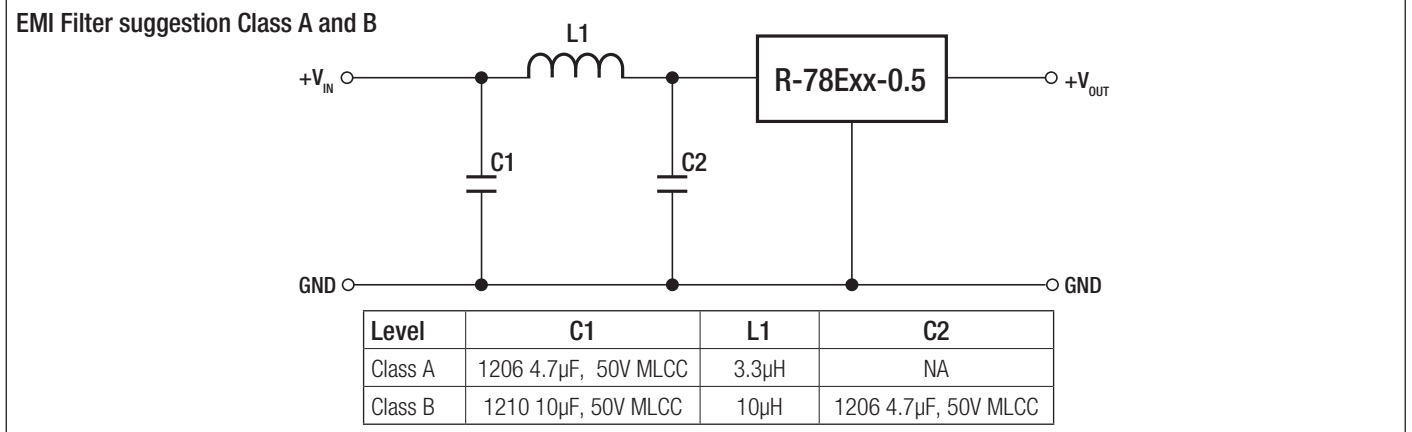 EMI Filter suggestion Class A and B
L1
+VIN
R-78Exx-0.5
+VOUT
C1
C2
GND
GND
Level C1 L1 C2
Class A 1206 4.7µF, 50V MLCC 3.3µH NA
Class B 1210 10µF, 50V MLCC 10µH 1206 4.7µF, 50V MLCC